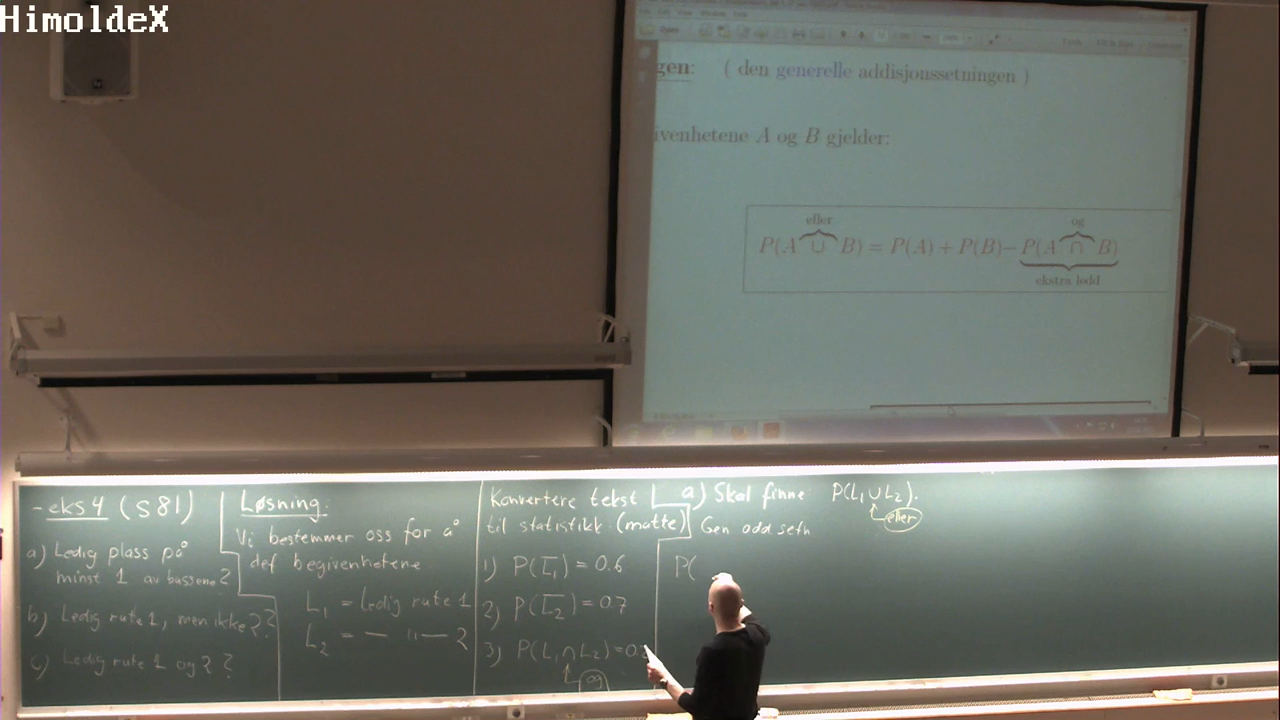 HimoldeX
gen: ( den generelle addisjonssetningen )
ivenhetene A og B gjelder:
eller og
P(A ∪ B) = P(A) + P(B) − P(A ∩ B)
ekstra ledd
- eks 4 (s 81)
a) Ledig plass på
minst 1 av bussene?
b) Ledig rute 1, men ikke 2?
c) Ledig rute 1 og 2?
Løsning:
Vi bestemmer oss for å
def begivenhetene
L₁ = Ledig rute 1
L₂ = — 11 — 2
Konvertere tekst
til statistikk (matte)
1) P(L̅₁) = 0.6
2) P(L̅₂) = 0.7
3) P(L₁∩L₂) = 0.
og
a) Skal finne P(L₁∪L₂).
eller
Gen add setn
P(